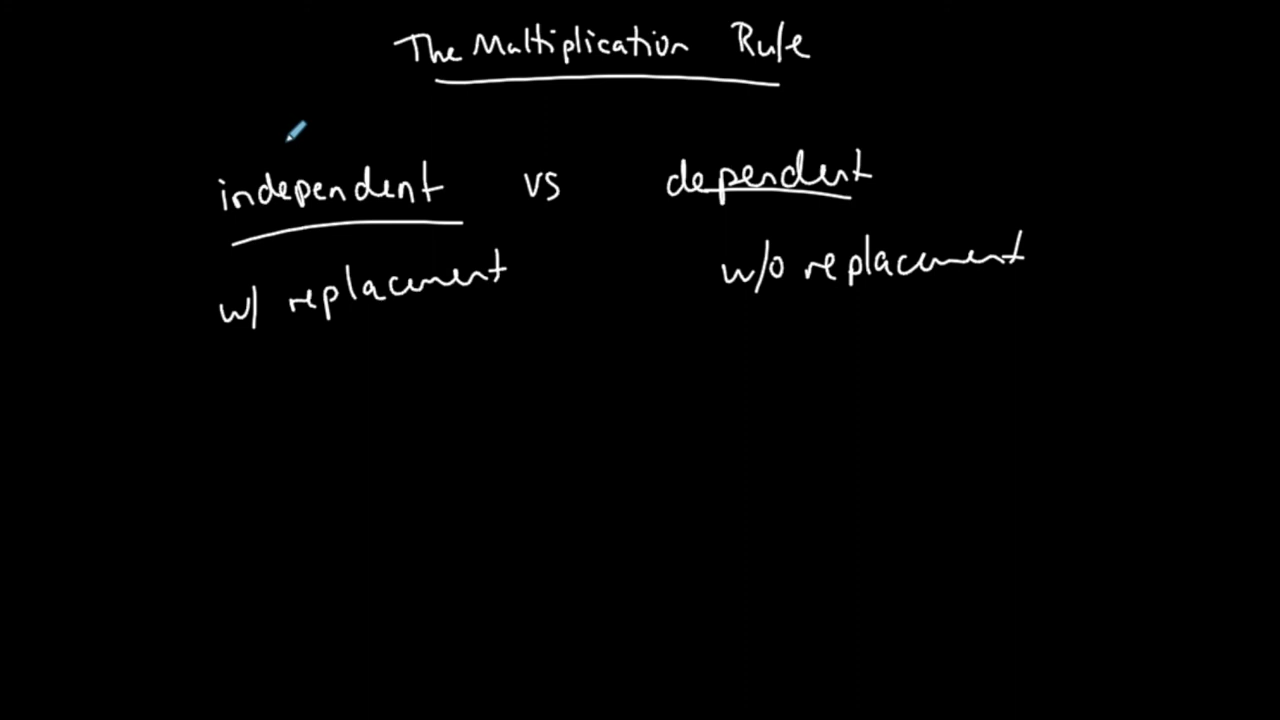 The Multiplication Rule
independent vs dependent
w/ replacement w/o replacement